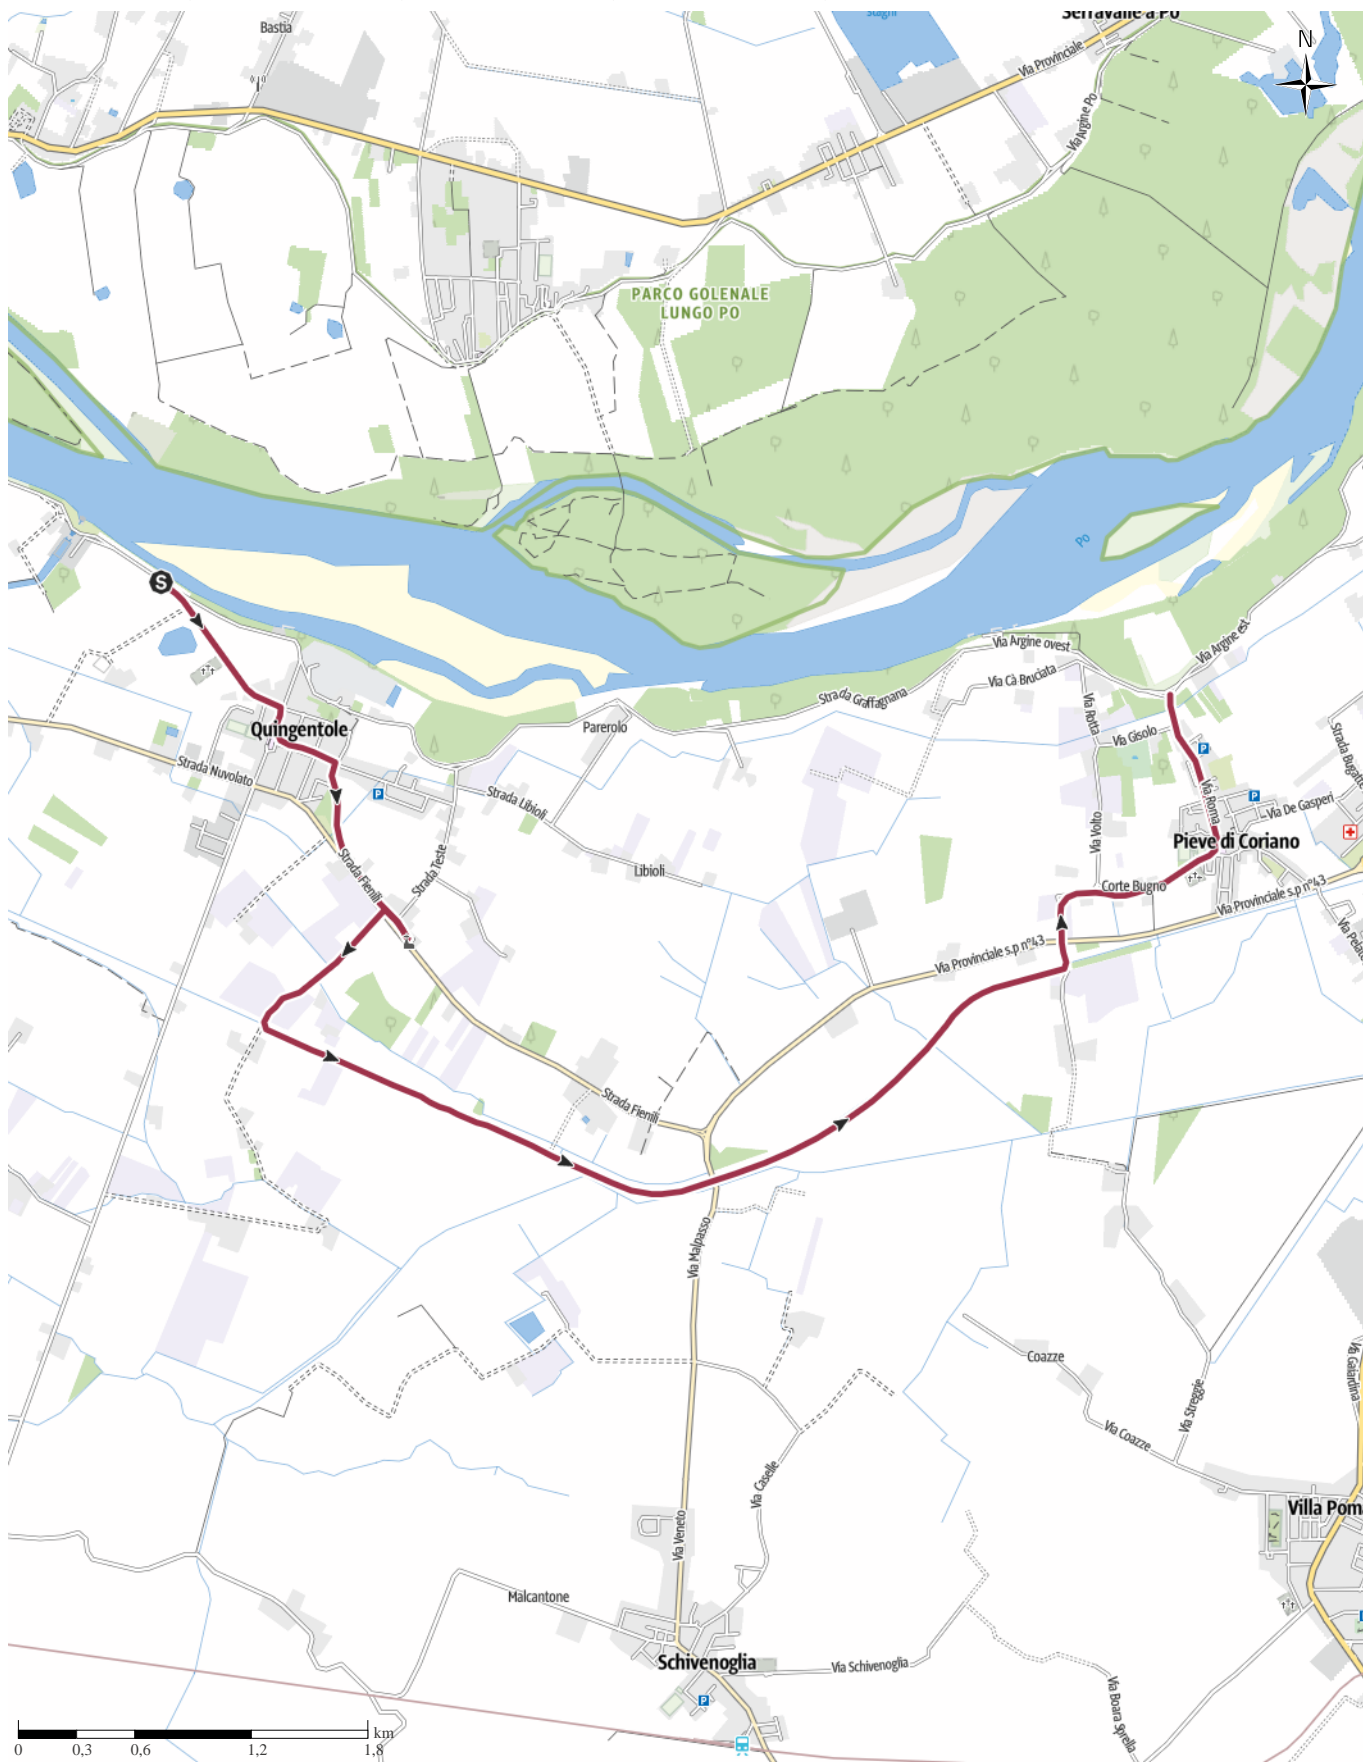 Serravalle a Po
stagni
Bastia
N
Via Provinciale
Via Argine Po
PARCO GOLENALE
LUNGO PO
Po
S
Via Argine est
Via Argine ovest
Via Cà Bruciata
Strada Graffagnana
Via Rotta
Parerolo
Quingentole
Via Gisolo
P
Strada Bugatte
Strada Nuvolato
P
Strada Libioli
Via Roma
P
Via De Gasperi
Via Volto
Pieve di Coriano
Strada Fienili
Strada Teste
Libioli
Corte Bugno
Via Provinciale s.p n°43
Via Provinciale s.p n°43
Strada Fienili
Via Malpasso
Coazze
Via Gaiardina
Via Streggie
Via Coazze
Via Caselle
Villa Pom
Via Veneto
Malcantone
Schivenoglia
Via Schivenoglia
P
Via Boara Sprella
km
0 0,3 0,6 1,2 1,8